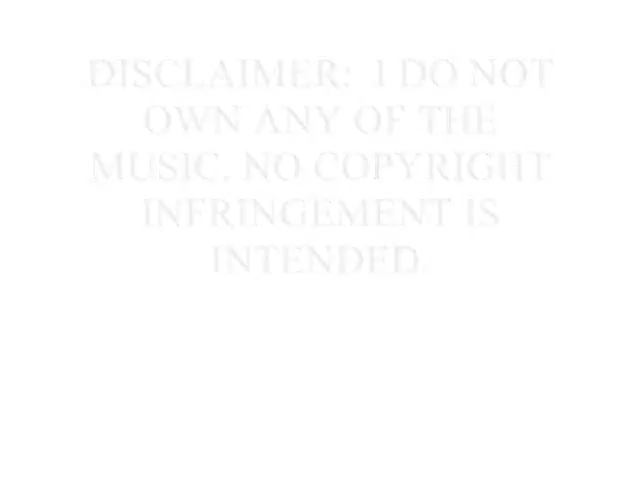 DISCLAIMER: I DO NOT
OWN ANY OF THE
MUSIC. NO COPYRIGHT
INFRINGEMENT IS
INTENDED.